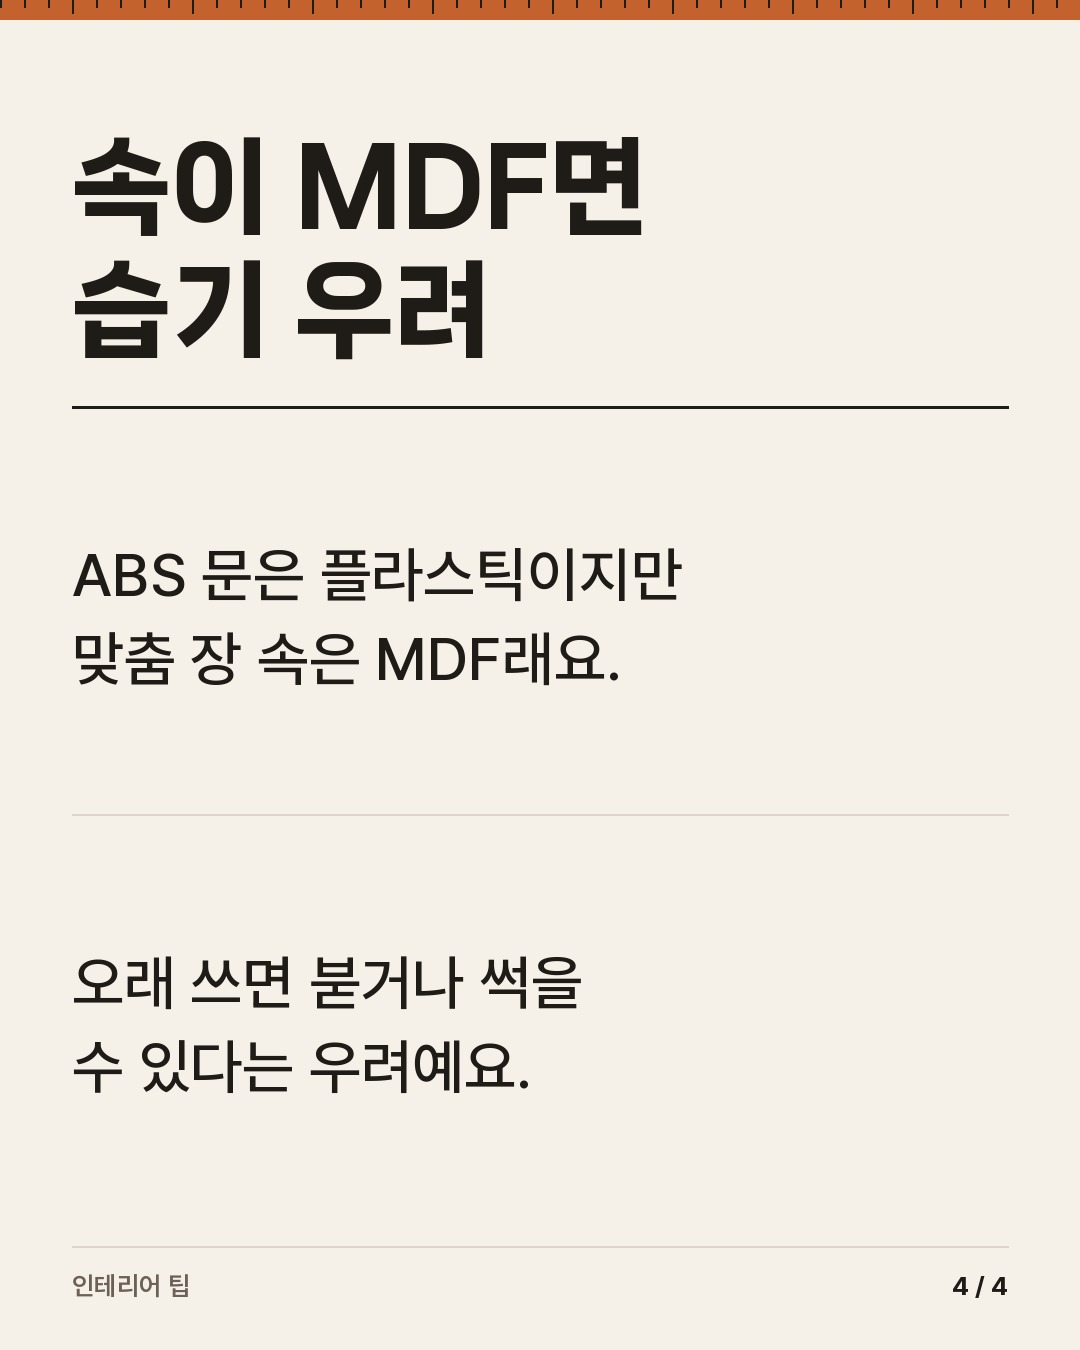 속이 MDF면
습기 우려
ABS 문은 플라스틱이지만
맞춤 장 속은 MDF래요.
오래 쓰면 붇거나 썩을
수 있다는 우려예요.
인테리어 팁
4 / 4